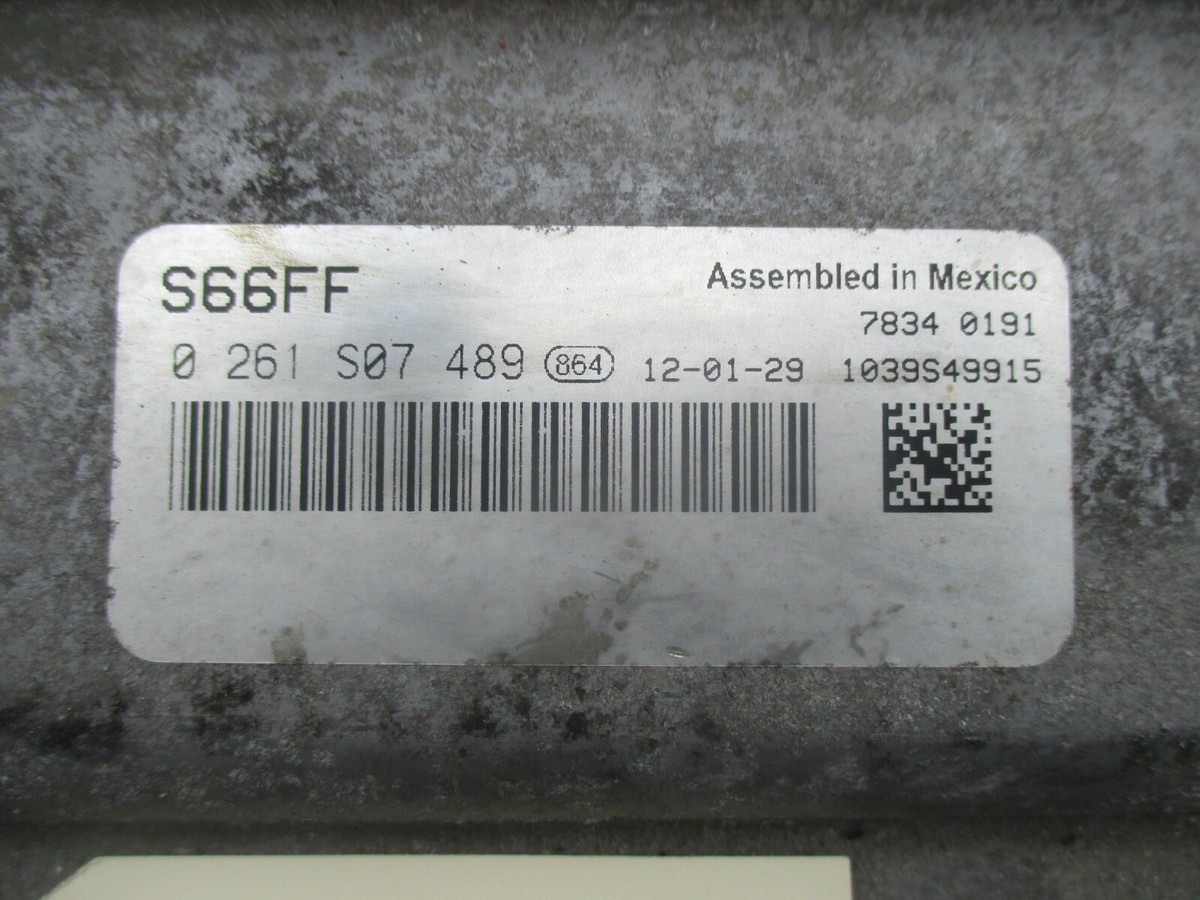 S66FF
Assembled in Mexico
7834 0191
0 261 S07 489 864 12-01-29 1039S49915